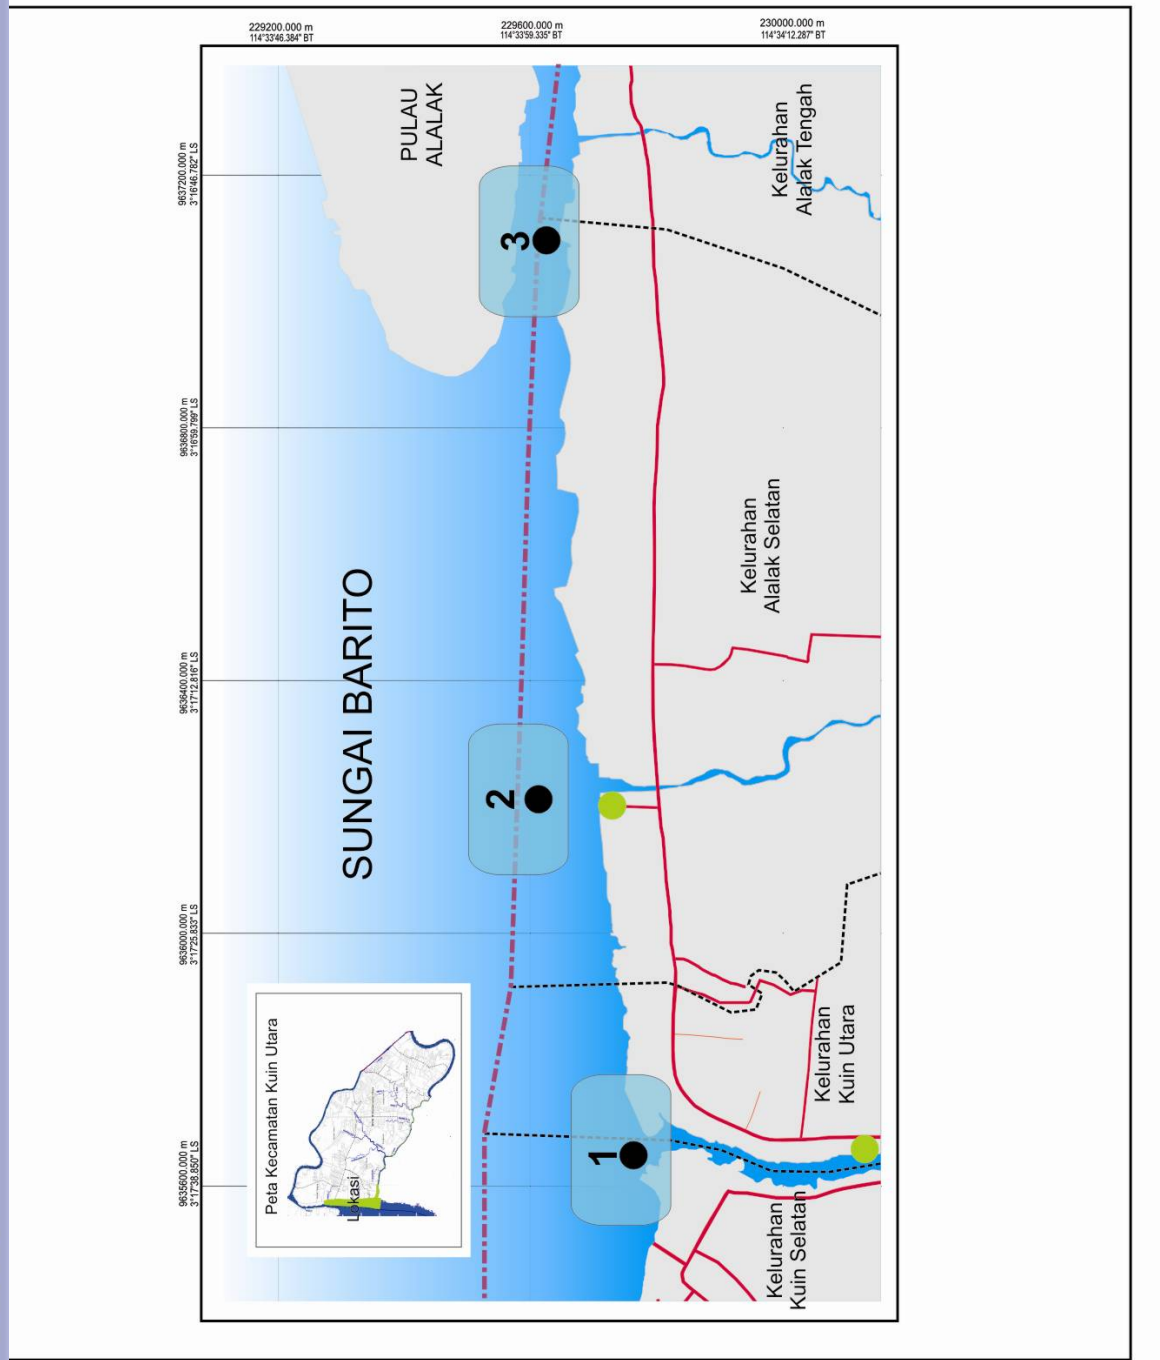 229200.000 m
114°33'46.384" BT
229600.000 m
114°33'59.335" BT
230000.000 m
114°34'12.287" BT
9637200.000 m
3°16'46.782" LS
9636800.000 m
3°16'59.799" LS
9636400.000 m
3°17'12.816" LS
9636000.000 m
3°17'25.833" LS
9635600.000 m
3°17'38.850" LS
PULAU
ALALAK
Kelurahan
Alalak Tengah
3
Kelurahan
Alalak Selatan
SUNGAI BARITO
2
Kelurahan
Kuin Utara
1
Kelurahan
Kuin Selatan
Peta Kecamatan Kuin Utara
Lokasi